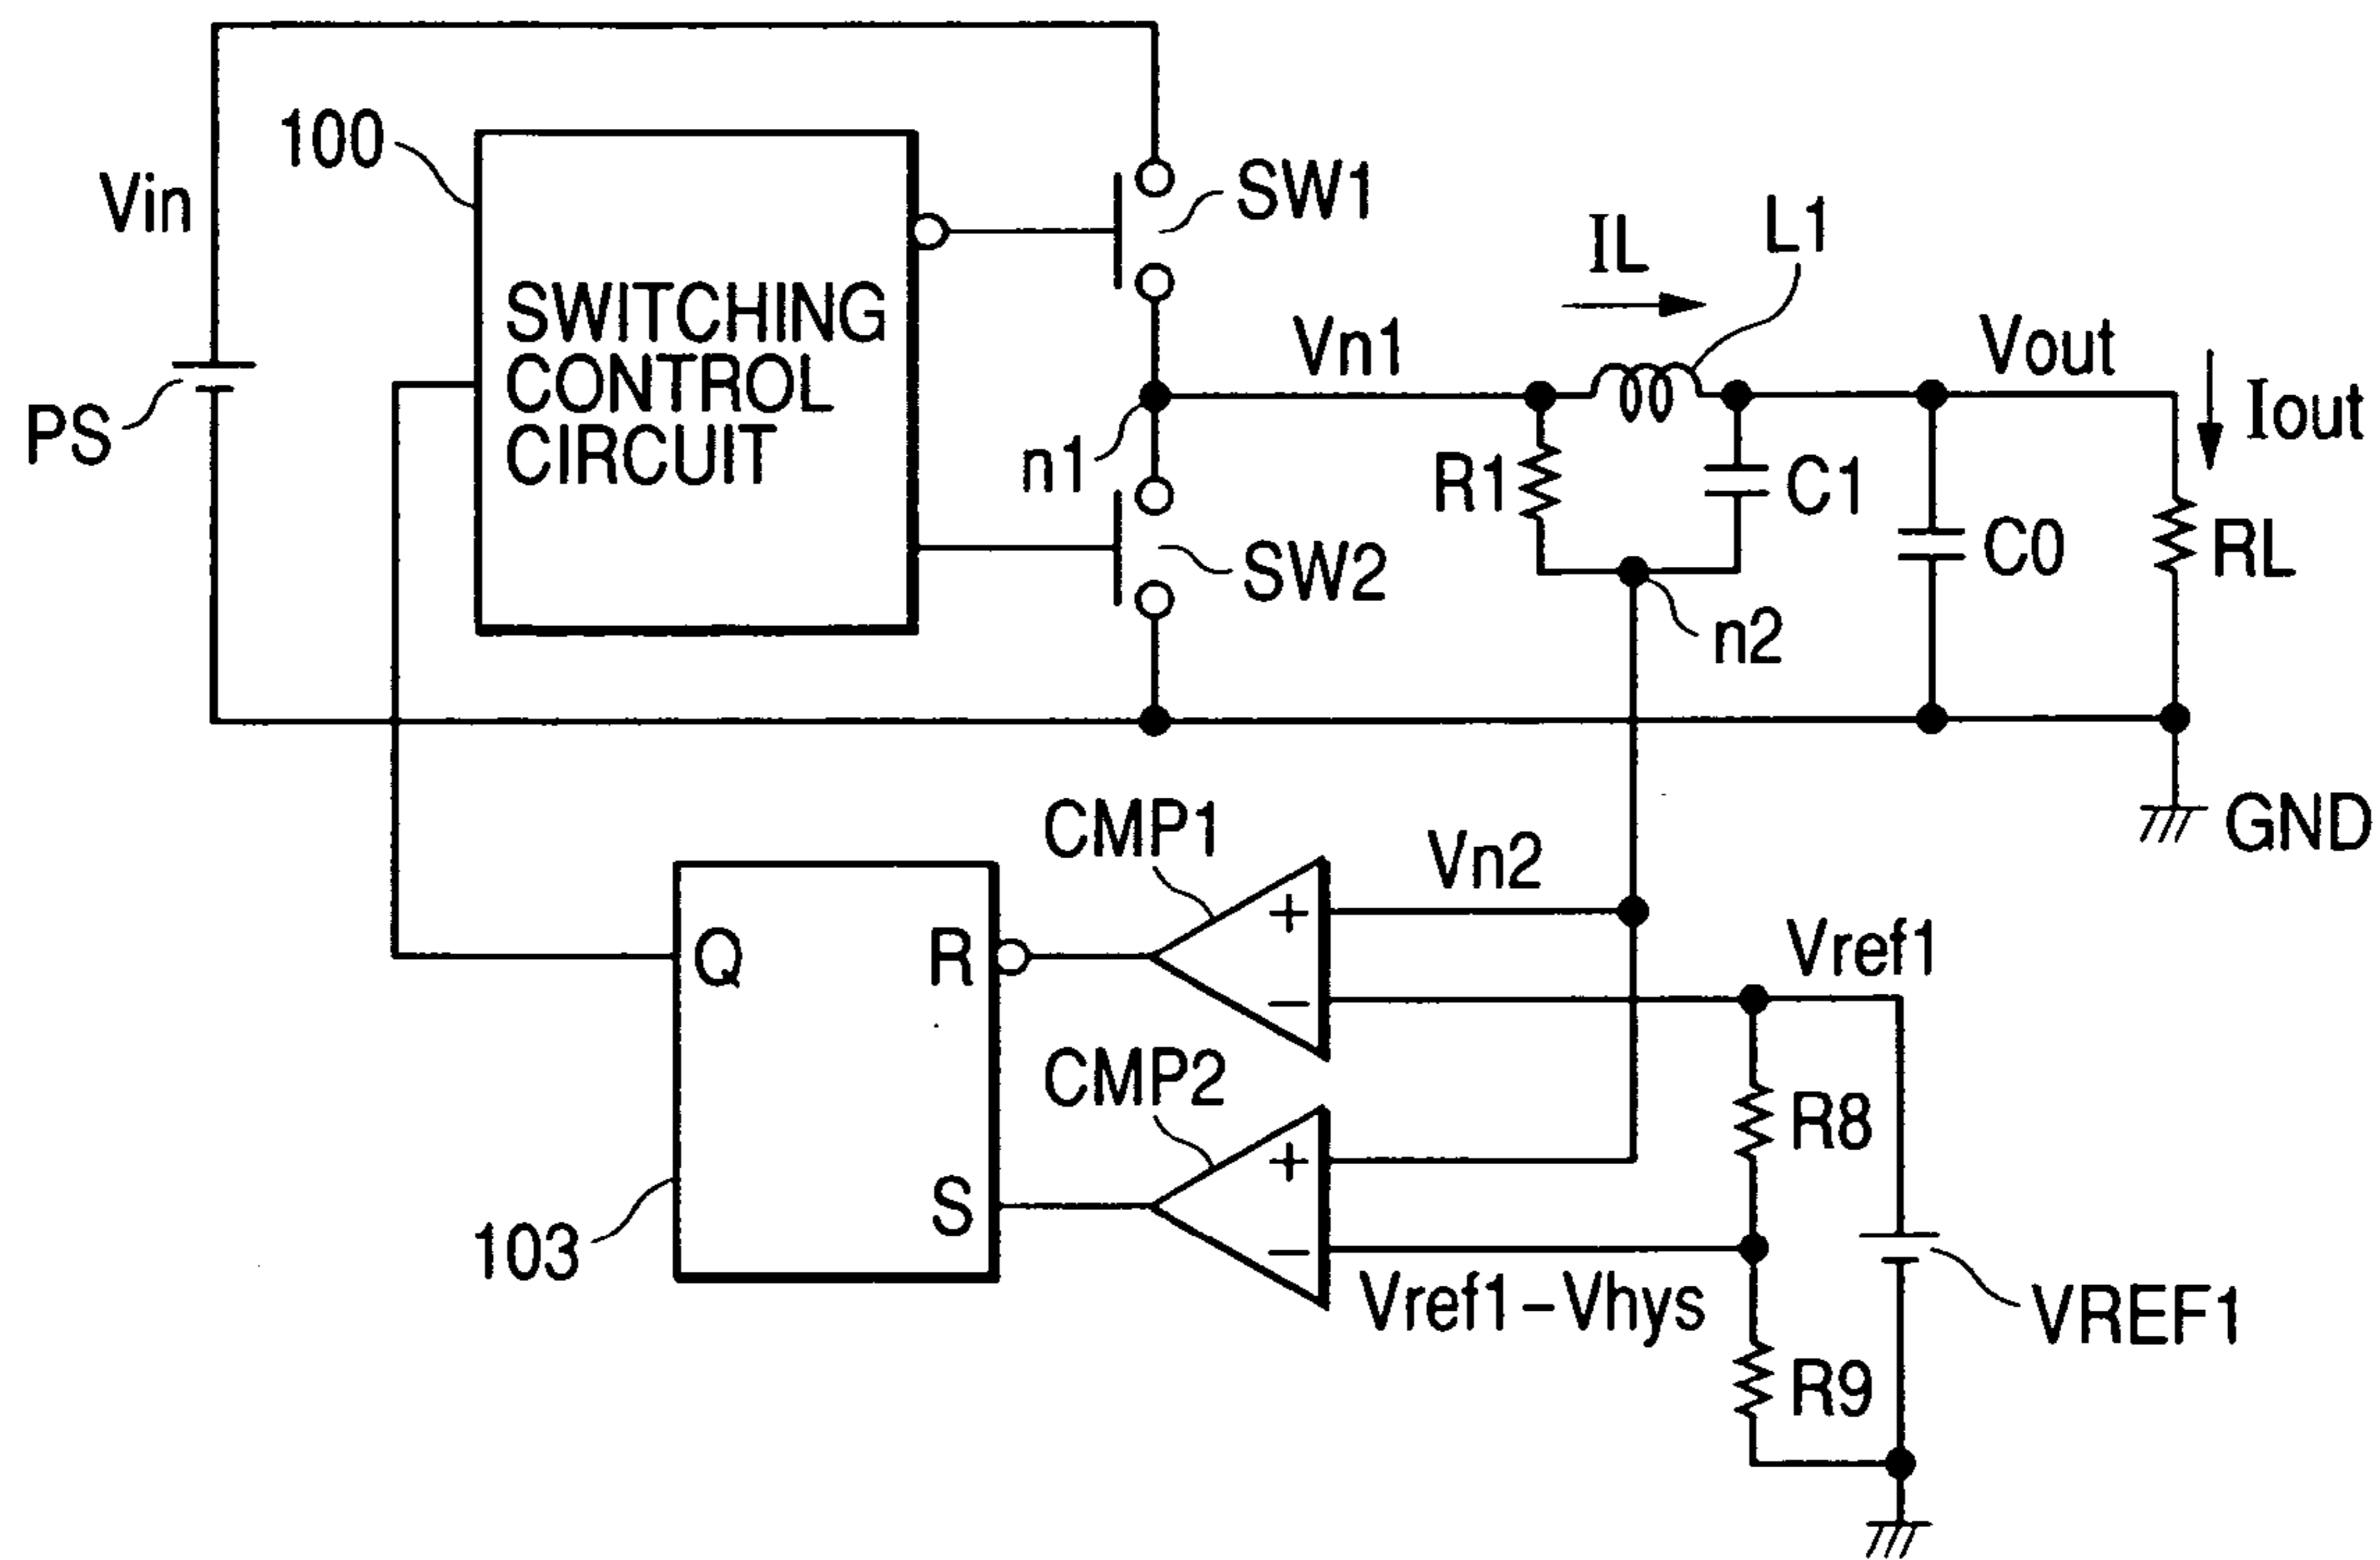 100
Vin
SW1
L1
IL
SWITCHING
CONTROL
CIRCUIT
Vn1
Vout
Iout
PS
n1
R1
C1
C0
RL
SW2
n2
GND
CMP1
Vn2
Vref1
Q
R
+
−
CMP2
R8
S
+
−
103
Vref1−Vhys
VREF1
R9